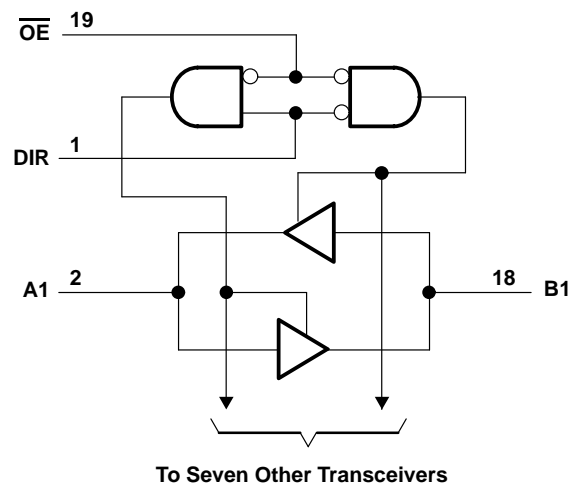 OE 19
DIR 1
A1 2
18 B1
To Seven Other Transceivers